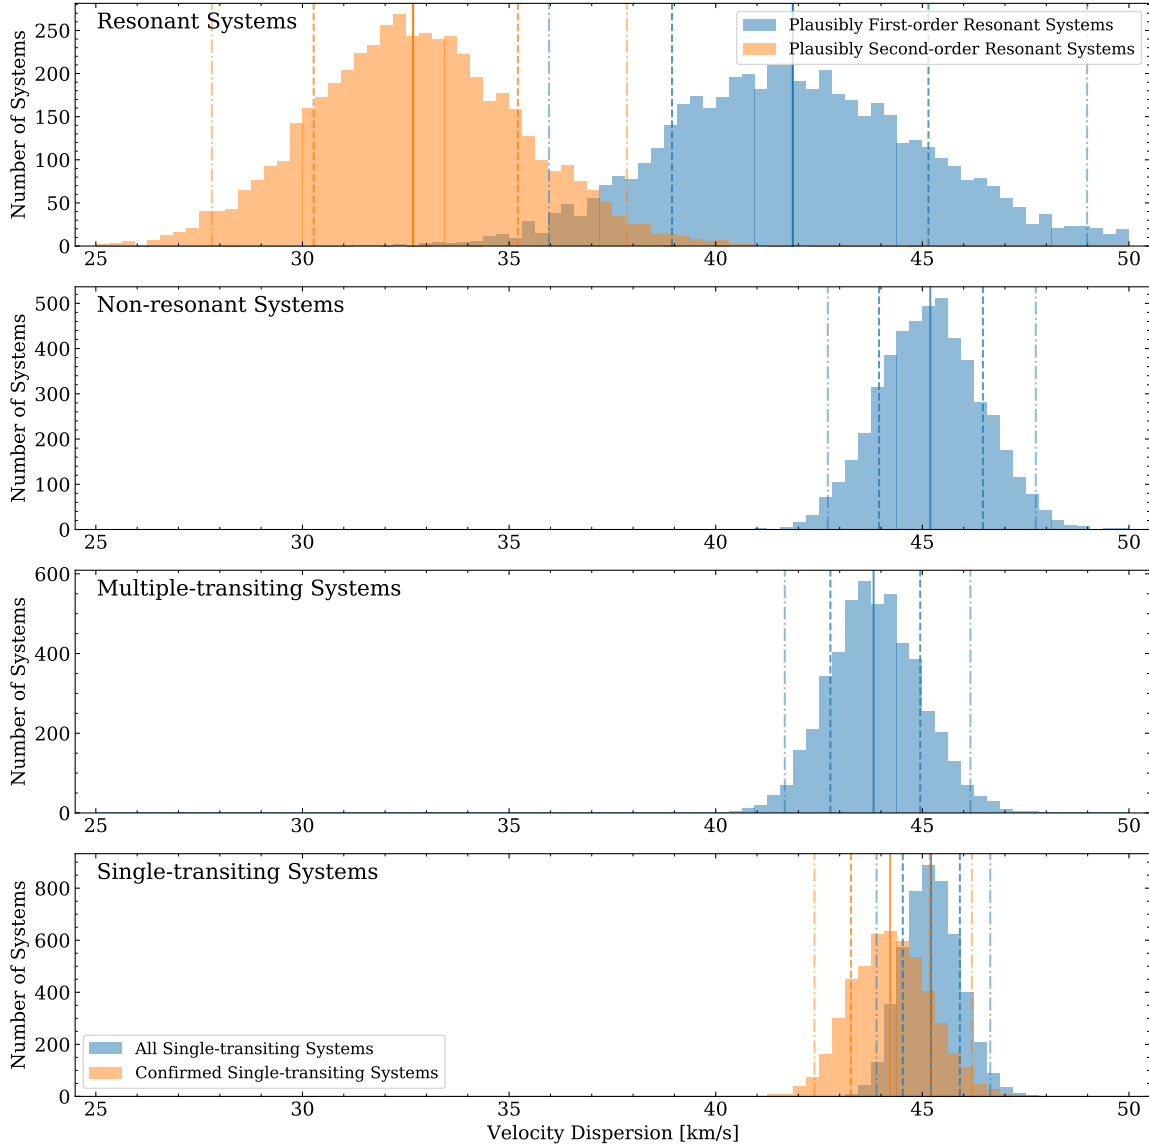 Resonant Systems
Plausibly First-order Resonant Systems
Plausibly Second-order Resonant Systems
Number of Systems
250
200
150
100
50
0
25 30 35 40 45 50
Non-resonant Systems
Number of Systems
500
400
300
200
100
0
25 30 35 40 45 50
Multiple-transiting Systems
Number of Systems
600
400
200
0
25 30 35 40 45 50
Single-transiting Systems
Number of Systems
800
600
400
200
0
All Single-transiting Systems
Confirmed Single-transiting Systems
25 30 35 40 45 50
Velocity Dispersion [km/s]